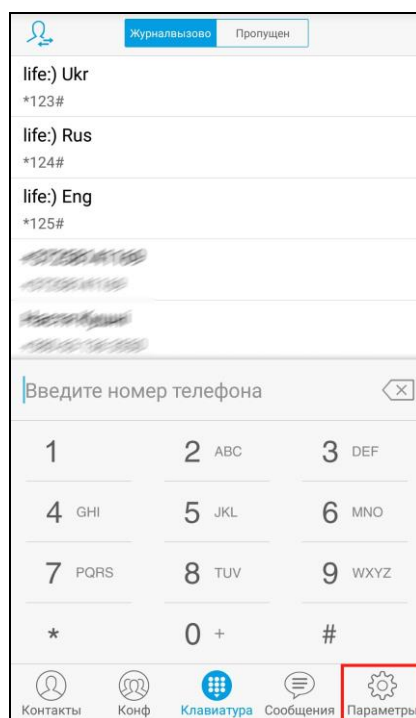 Журналвызово Пропущен
life:) Ukr
*123#
life:) Rus
*124#
life:) Eng
*125#
Введите номер телефона
1 2 ABC 3 DEF
4 GHI 5 JKL 6 MNO
7 PQRS 8 TUV 9 WXYZ
* 0 + #
Контакты Конф Клавиатура Сообщения Параметры